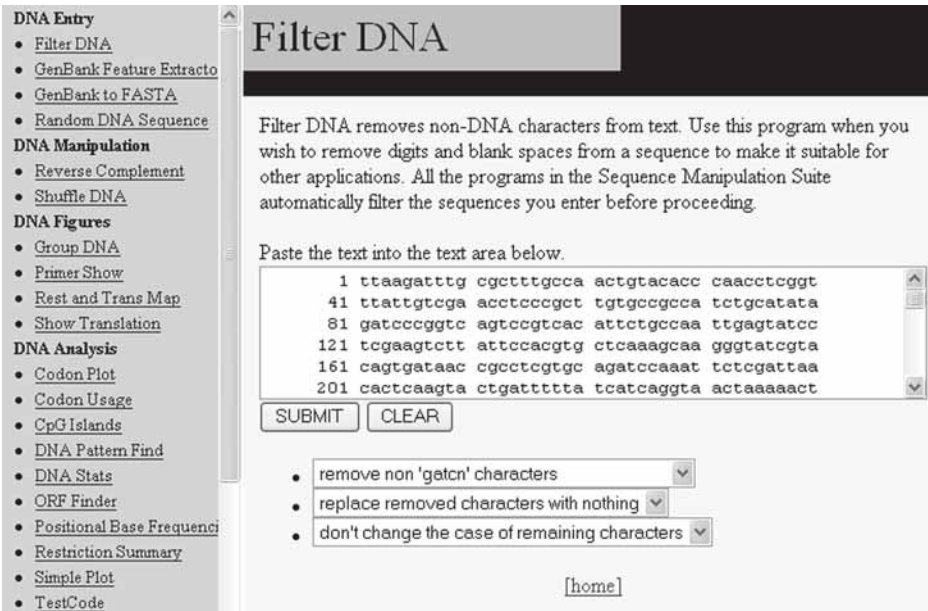 DNA Entry
Filter DNA
GenBank Feature Extracto
GenBank to FASTA
Random DNA Sequence
DNA Manipulation
Reverse Complement
Shuffle DNA
DNA Figures
Group DNA
Primer Show
Rest and Trans Map
Show Translation
DNA Analysis
Codon Plot
Codon Usage
CpG Islands
DNA Pattern Find
DNA Stats
ORF Finder
Positional Base Frequenci
Restriction Summary
Simple Plot
TestCode
Filter DNA
Filter DNA removes non-DNA characters from text. Use this program when you
wish to remove digits and blank spaces from a sequence to make it suitable for
other applications. All the programs in the Sequence Manipulation Suite
automatically filter the sequences you enter before proceeding.
Paste the text into the text area below.
1 ttaagatttg cgctttgcca actgtacacc caacctcggt
41 ttattgtcga acctcccgct tgtgccgcca tctgcatata
81 gatcccggtc agtccgtcac attctgccaa ttgagtatcc
121 tcgaagtctt attccacgtg ctcaaagcaa gggtatcgta
161 cagtgataac cgcctcgtgc agatccaaat tctcgattaa
201 cactcaagta ctgattttta tcatcaggta actaaaaact
SUBMIT CLEAR
remove non 'gatcn' characters
replace removed characters with nothing
don't change the case of remaining characters
[home]